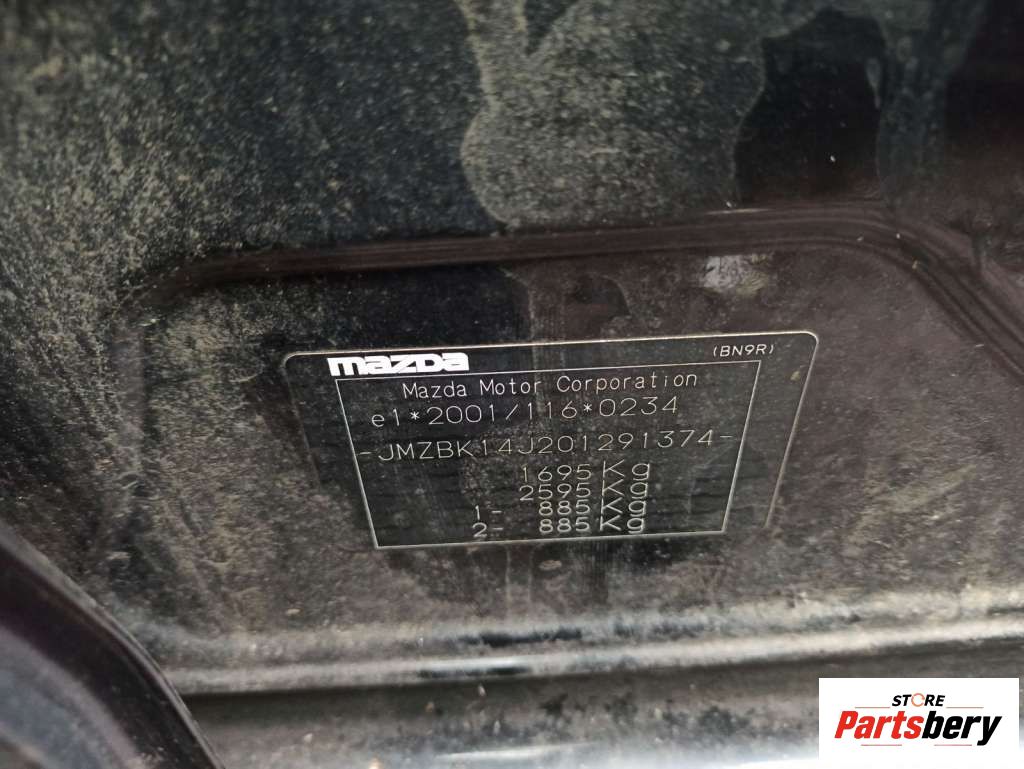 mazda (BN9R)
Mazda Motor Corporation
e1*2001/116*0234
-JMZBK14J201291374-
1695Kg
2595Kg
1- 885Kg
2- 885Kg
STORE
Partsbery